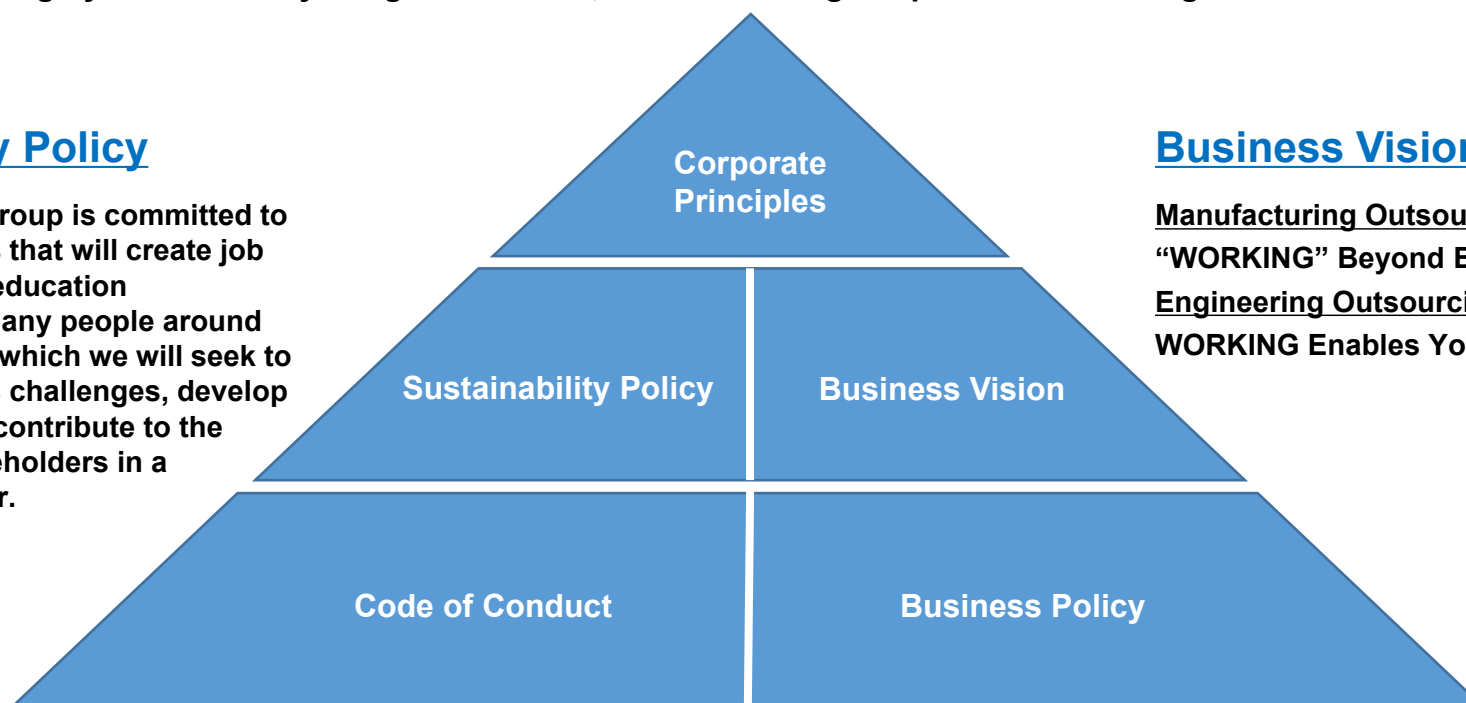 y Policy
roup is committed to
that will create job
education
any people around
which we will seek to
challenges, develop
contribute to the
eholders in a
r.
Corporate
Principles
Sustainability Policy
Business Vision
Code of Conduct
Business Policy
Business Vision
Manufacturing Outsou
“WORKING” Beyond E
Engineering Outsourci
WORKING Enables Yo